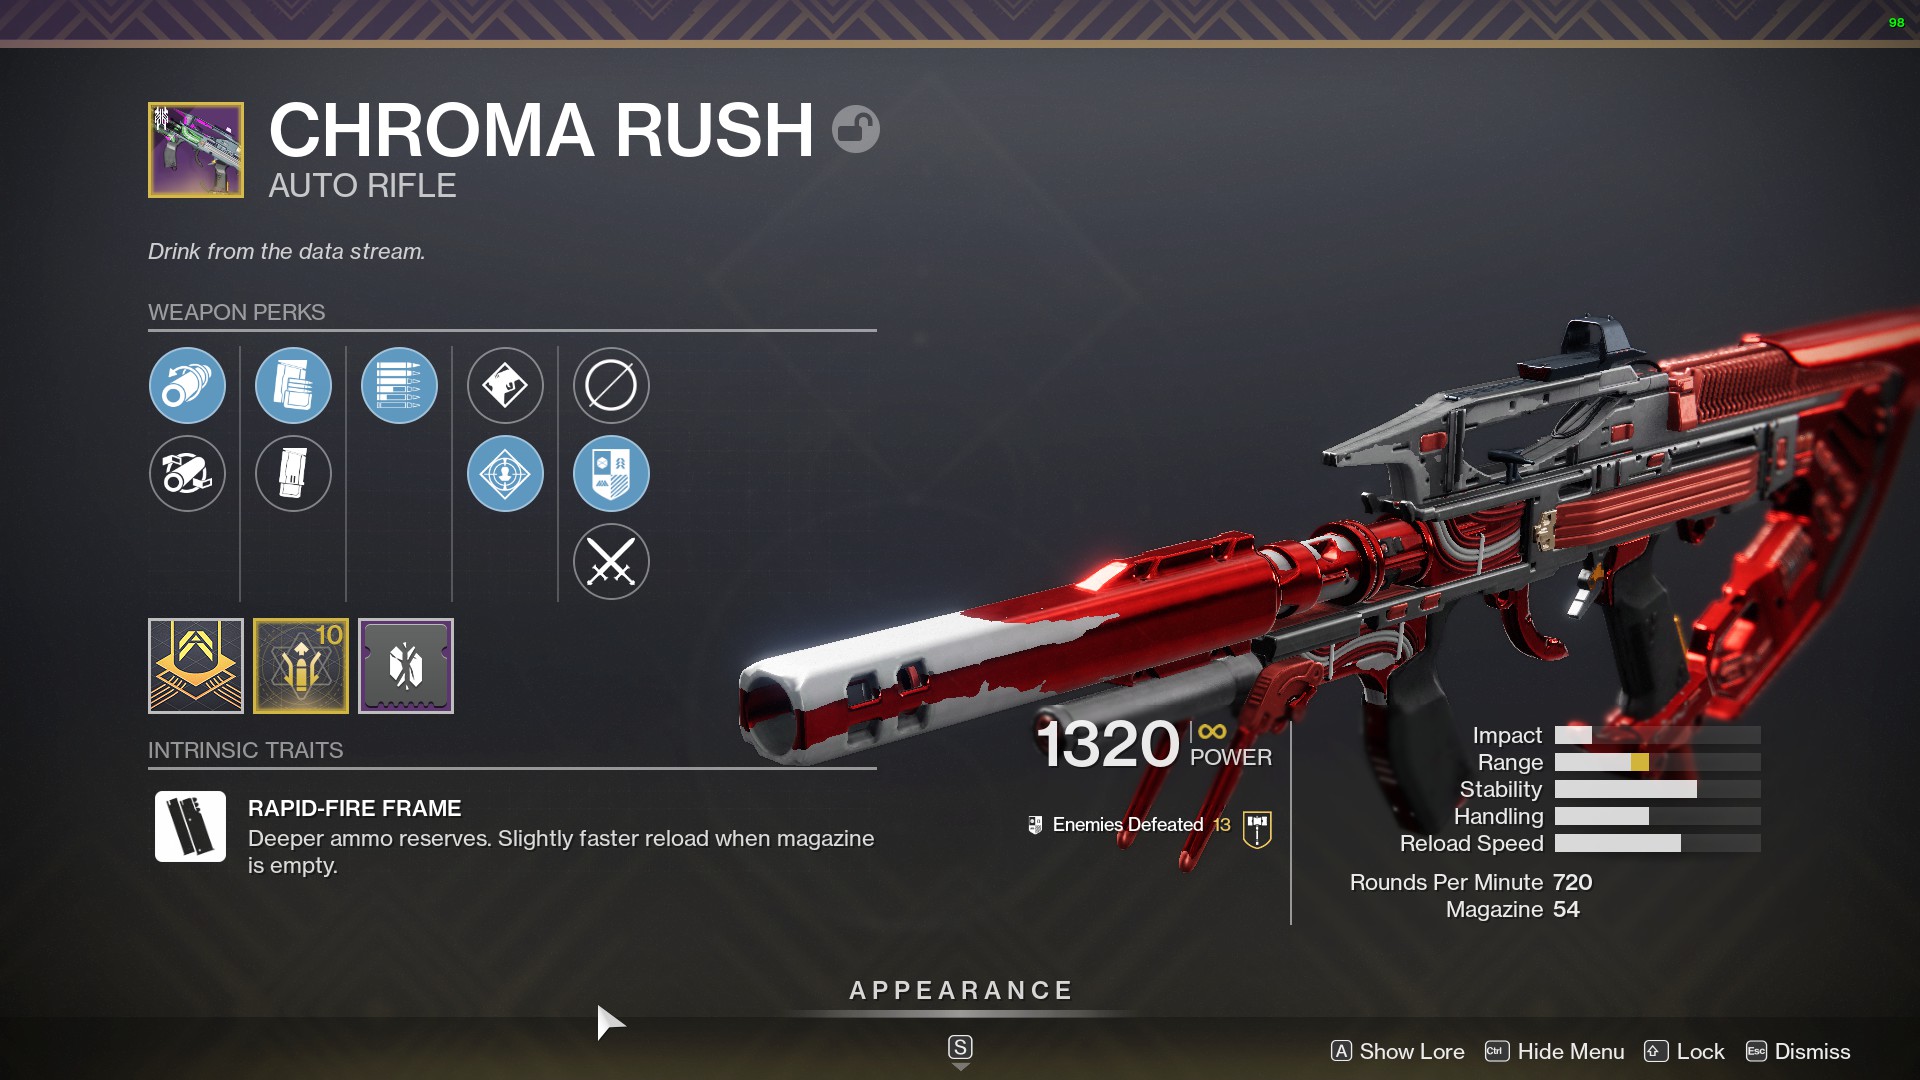 98
CHROMA RUSH
AUTO RIFLE
Drink from the data stream.
WEAPON PERKS
10
INTRINSIC TRAITS
RAPID-FIRE FRAME
Deeper ammo reserves. Slightly faster reload when magazine
is empty.
1320
POWER
Enemies Defeated 13
Impact
Range
Stability
Handling
Reload Speed
Rounds Per Minute 720
Magazine 54
APPEARANCE
S
A Show Lore
Ctrl Hide Menu
Lock
Esc Dismiss